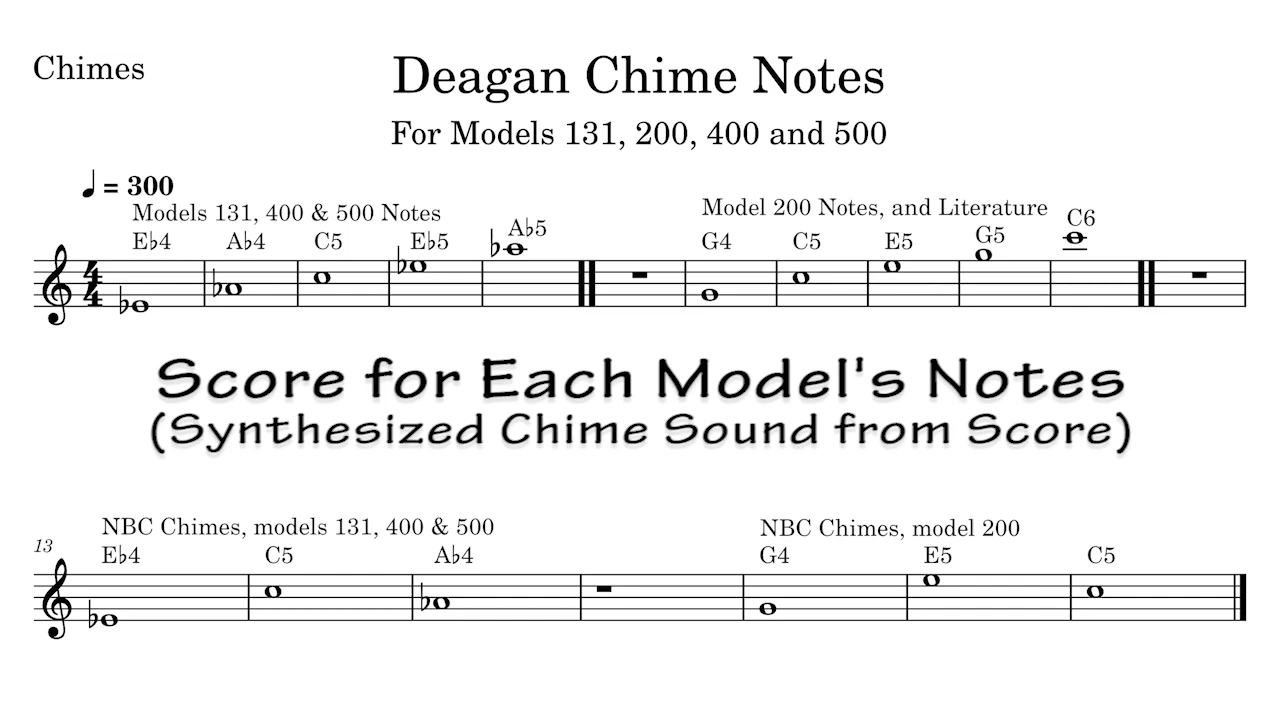 Chimes
Deagan Chime Notes
For Models 131, 200, 400 and 500
♩ = 300
Models 131, 400 & 500 Notes
Model 200 Notes, and Literature
E♭4 A♭4 C5 E♭5 A♭5 G4 C5 E5 G5 C6
4
4
Score for Each Model's Notes
(Synthesized Chime Sound from Score)
NBC Chimes, models 131, 400 & 500
NBC Chimes, model 200
13
E♭4 C5 A♭4 G4 E5 C5